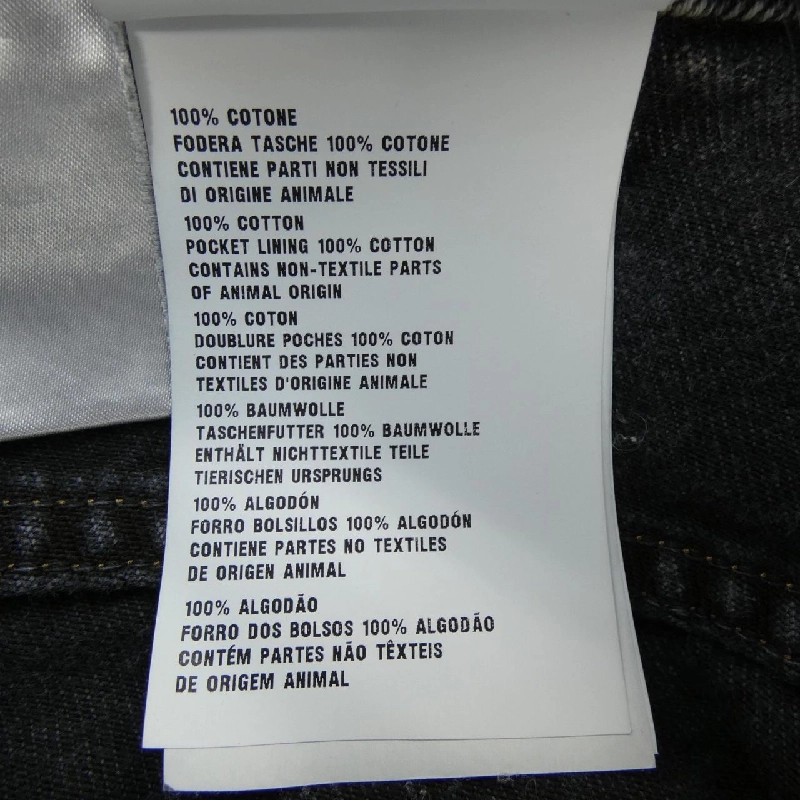 100% COTONE
FODERA TASCHE 100% COTONE
CONTIENE PARTI NON TESSILI
DI ORIGINE ANIMALE
100% COTTON
POCKET LINING 100% COTTON
CONTAINS NON-TEXTILE PARTS
OF ANIMAL ORIGIN
100% COTON
DOUBLURE POCHES 100% COTON
CONTIENT DES PARTIES NON
TEXTILES D'ORIGINE ANIMALE
100% BAUMWOLLE
TASCHENFUTTER 100% BAUMWOLLE
ENTHÄLT NICHTTEXTILE TEILE
TIERISCHEN URSPRUNGS
100% ALGODÓN
FORRO BOLSILLOS 100% ALGODÓN
CONTIENE PARTES NO TEXTILES
DE ORIGEN ANIMAL
100% ALGODÃO
FORRO DOS BOLSOS 100% ALGODÃO
CONTÉM PARTES NÃO TÊXTEIS
DE ORIGEM ANIMAL